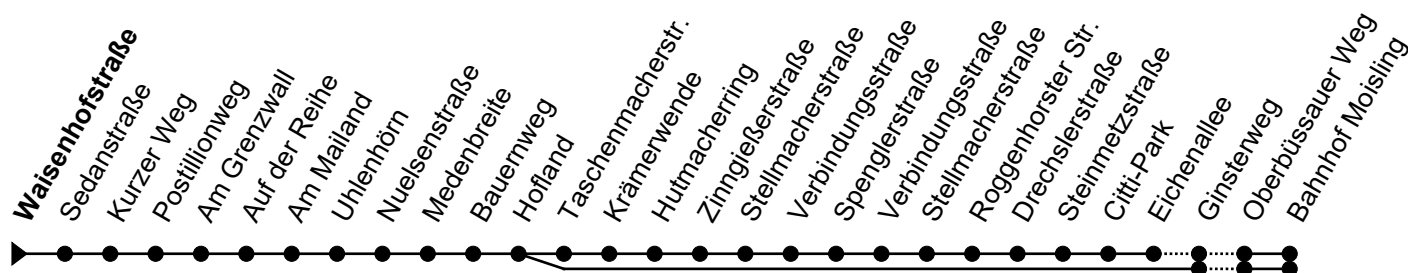 Waisenhofstraße
Sedanstraße
Kurzer Weg
Postillionweg
Am Grenzwall
Auf der Reihe
Am Mailand
Uhlenhörn
Nuelsenstraße
Medenbreite
Bauernweg
Hofland
Taschenmacherstr.
Krämerwende
Hutmacherring
Zinngießerstraße
Stellmacherstraße
Verbindungsstraße
Spenglerstraße
Verbindungsstraße
Stellmacherstraße
Roggenhorster Str.
Drechslerstraße
Steinmetzstraße
Citti-Park
Eichenallee
Ginsterweg
Oberbüssauer Weg
Bahnhof Moisling